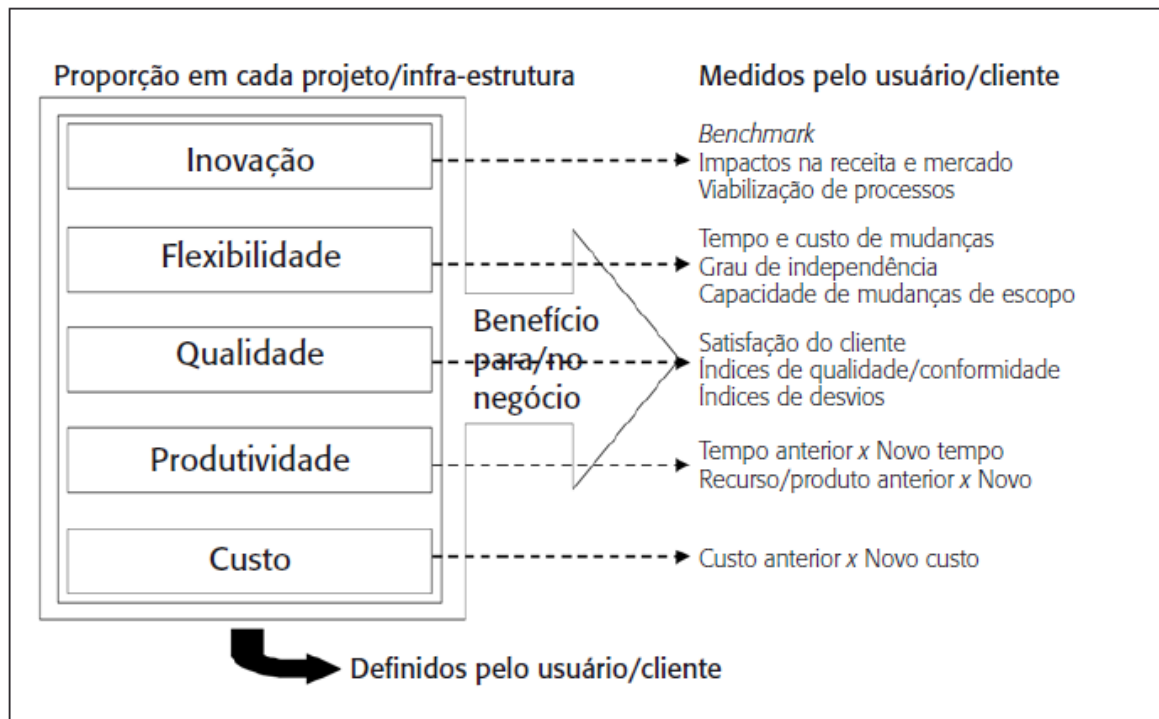 Proporção em cada projeto/infra-estrutura
Medidos pelo usuário/cliente
Inovação
Benchmark
Impactos na receita e mercado
Viabilização de processos
Flexibilidade
Tempo e custo de mudanças
Grau de independência
Capacidade de mudanças de escopo
Benefício
para/no
negócio
Qualidade
Satisfação do cliente
Índices de qualidade/conformidade
Índices de desvios
Produtividade
Tempo anterior x Novo tempo
Recurso/produto anterior x Novo
Custo
Custo anterior x Novo custo
Definidos pelo usuário/cliente